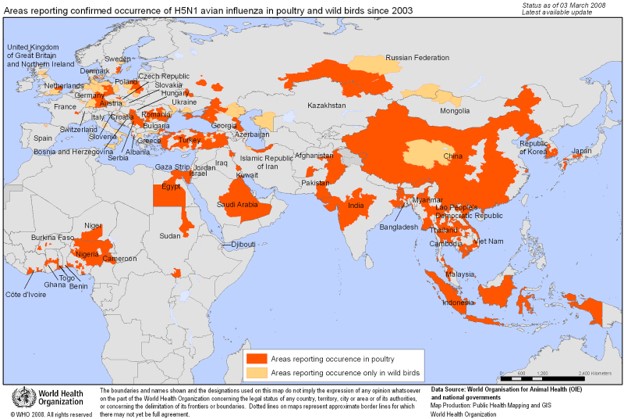 Areas reporting confirmed occurrence of H5N1 avian influenza in poultry and wild birds since 2003
Status as of 03 March 2008
Latest available update
United Kingdom
of Great Britain
and Northern Ireland
Sweden
Denmark
Netherlands
Poland
Germany
Czech Republic
Slovakia
Hungary
Ukraine
Austria
France
Italy
Croatia
Romania
Bulgaria
Switzerland
Slovenia
Spain
Greece
Turkey
Georgia
Azerbaijan
Bosnia and Herzegovina
Serbia
Albania
Russian Federation
Kazakhstan
Mongolia
China
Republic
of Korea
Japan
Gaza Strip
Israel
Jordan
Iraq
Kuwait
Islamic Republic
of Iran
Afghanistan
Pakistan
India
Bangladesh
Myanmar
Lao People's
Democratic Republic
Thailand
Cambodia
Viet Nam
Malaysia
Indonesia
Egypt
Saudi Arabia
Sudan
Djibouti
Niger
Burkina Faso
Nigeria
Cameroon
Togo
Ghana
Benin
Côte d'Ivoire
Areas reporting occurence in poultry
Areas reporting occurence only in wild birds
Kilometers
World Health
Organization
© WHO 2008. All rights reserved
The boundaries and names shown and the designations used on this map do not imply the expression of any opinion whatsoever
on the part of the World Health Organization concerning the legal status of any country, territory, city or area or of its authorities,
or concerning the delimitation of its frontiers or boundaries. Dotted lines on maps represent approximate border lines for which
there may not yet be full agreement.
Data Source: World Organisation for Animal Health (OIE)
and national governments
Map Production: Public Health Mapping and GIS
World Health Organization